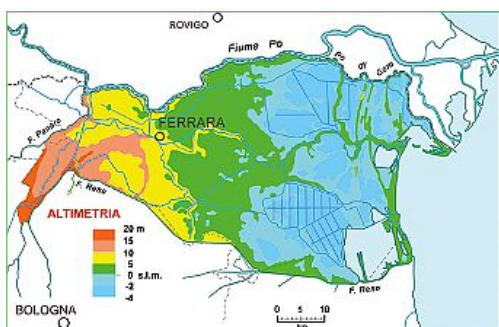 ROVIGO
Fiume Po
Po di Goro
FERRARA
F. Panaro
F. Reno
ALTIMETRIA
20 m
15
10
5
0 s.l.m.
-2
-4
F. Reno
BOLOGNA
0 5 10
km